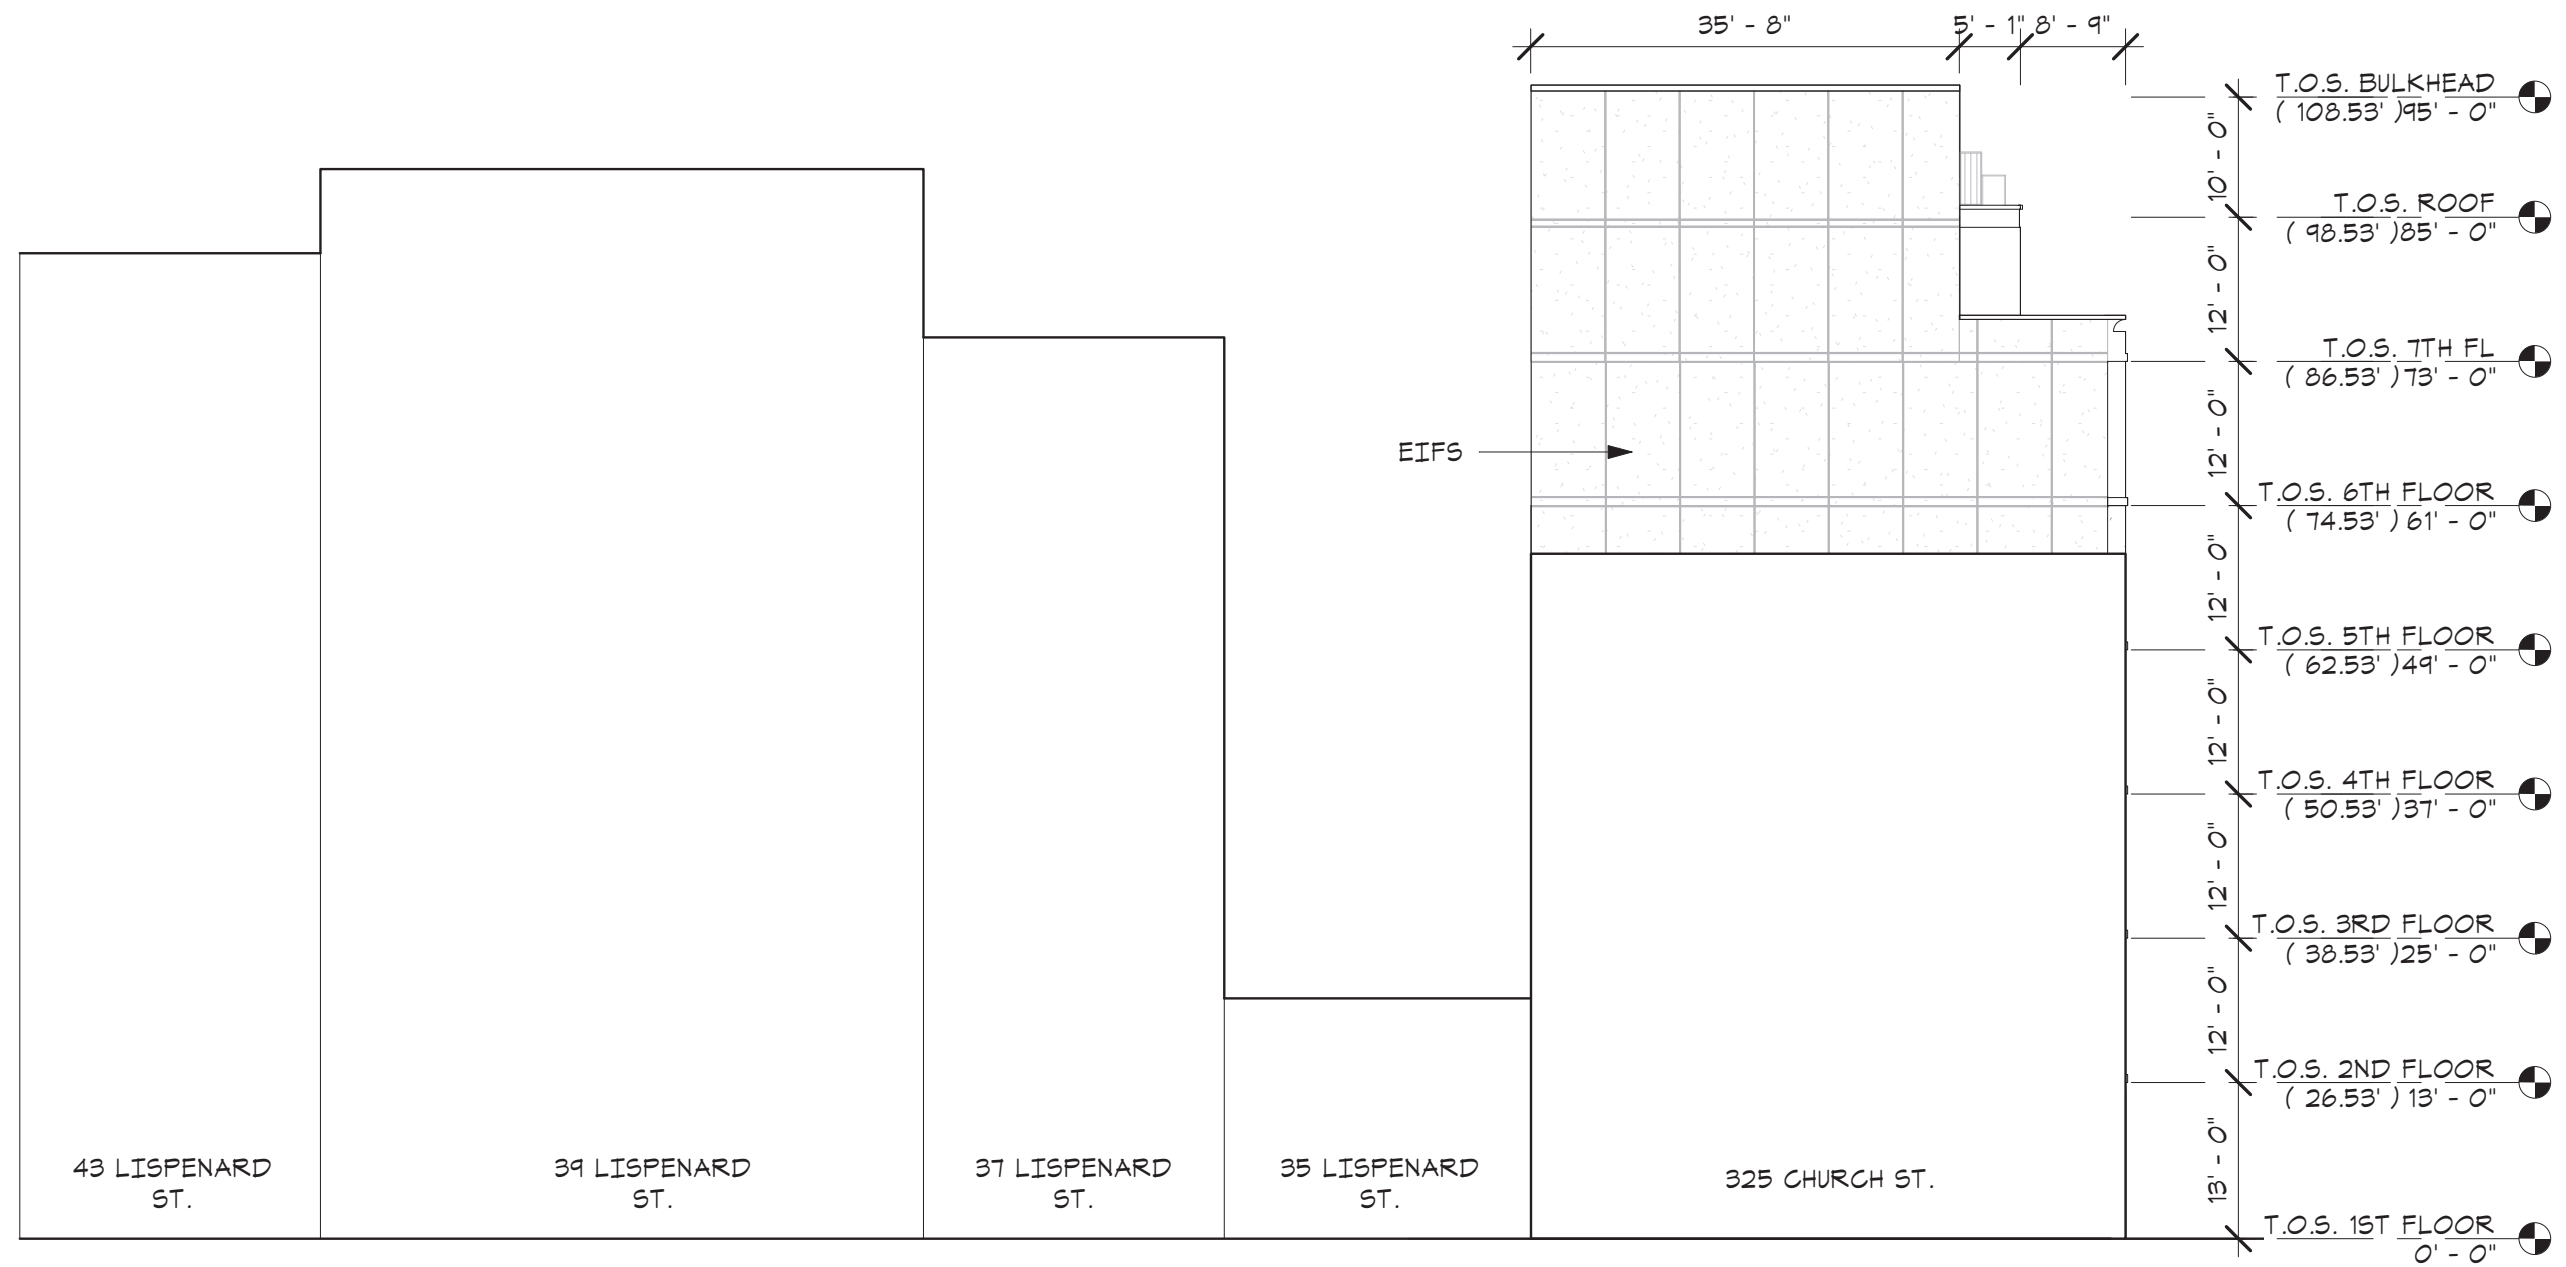 35' - 8"
5' - 1"
8' - 9"
T.O.S. BULKHEAD
( 108.53' )95' - 0"
10' - 0"
T.O.S. ROOF
( 98.53' )85' - 0"
12' - 0"
T.O.S. 7TH FL
( 86.53' )73' - 0"
12' - 0"
EIFS
T.O.S. 6TH FLOOR
( 74.53' ) 61' - 0"
12' - 0"
T.O.S. 5TH FLOOR
( 62.53' )49' - 0"
12' - 0"
T.O.S. 4TH FLOOR
( 50.53' )37' - 0"
12' - 0"
T.O.S. 3RD FLOOR
( 38.53' )25' - 0"
12' - 0"
T.O.S. 2ND FLOOR
( 26.53' ) 13' - 0"
13' - 0"
T.O.S. 1ST FLOOR
0' - 0"
43 LISPENARD
ST.
39 LISPENARD
ST.
37 LISPENARD
ST.
35 LISPENARD
ST.
325 CHURCH ST.